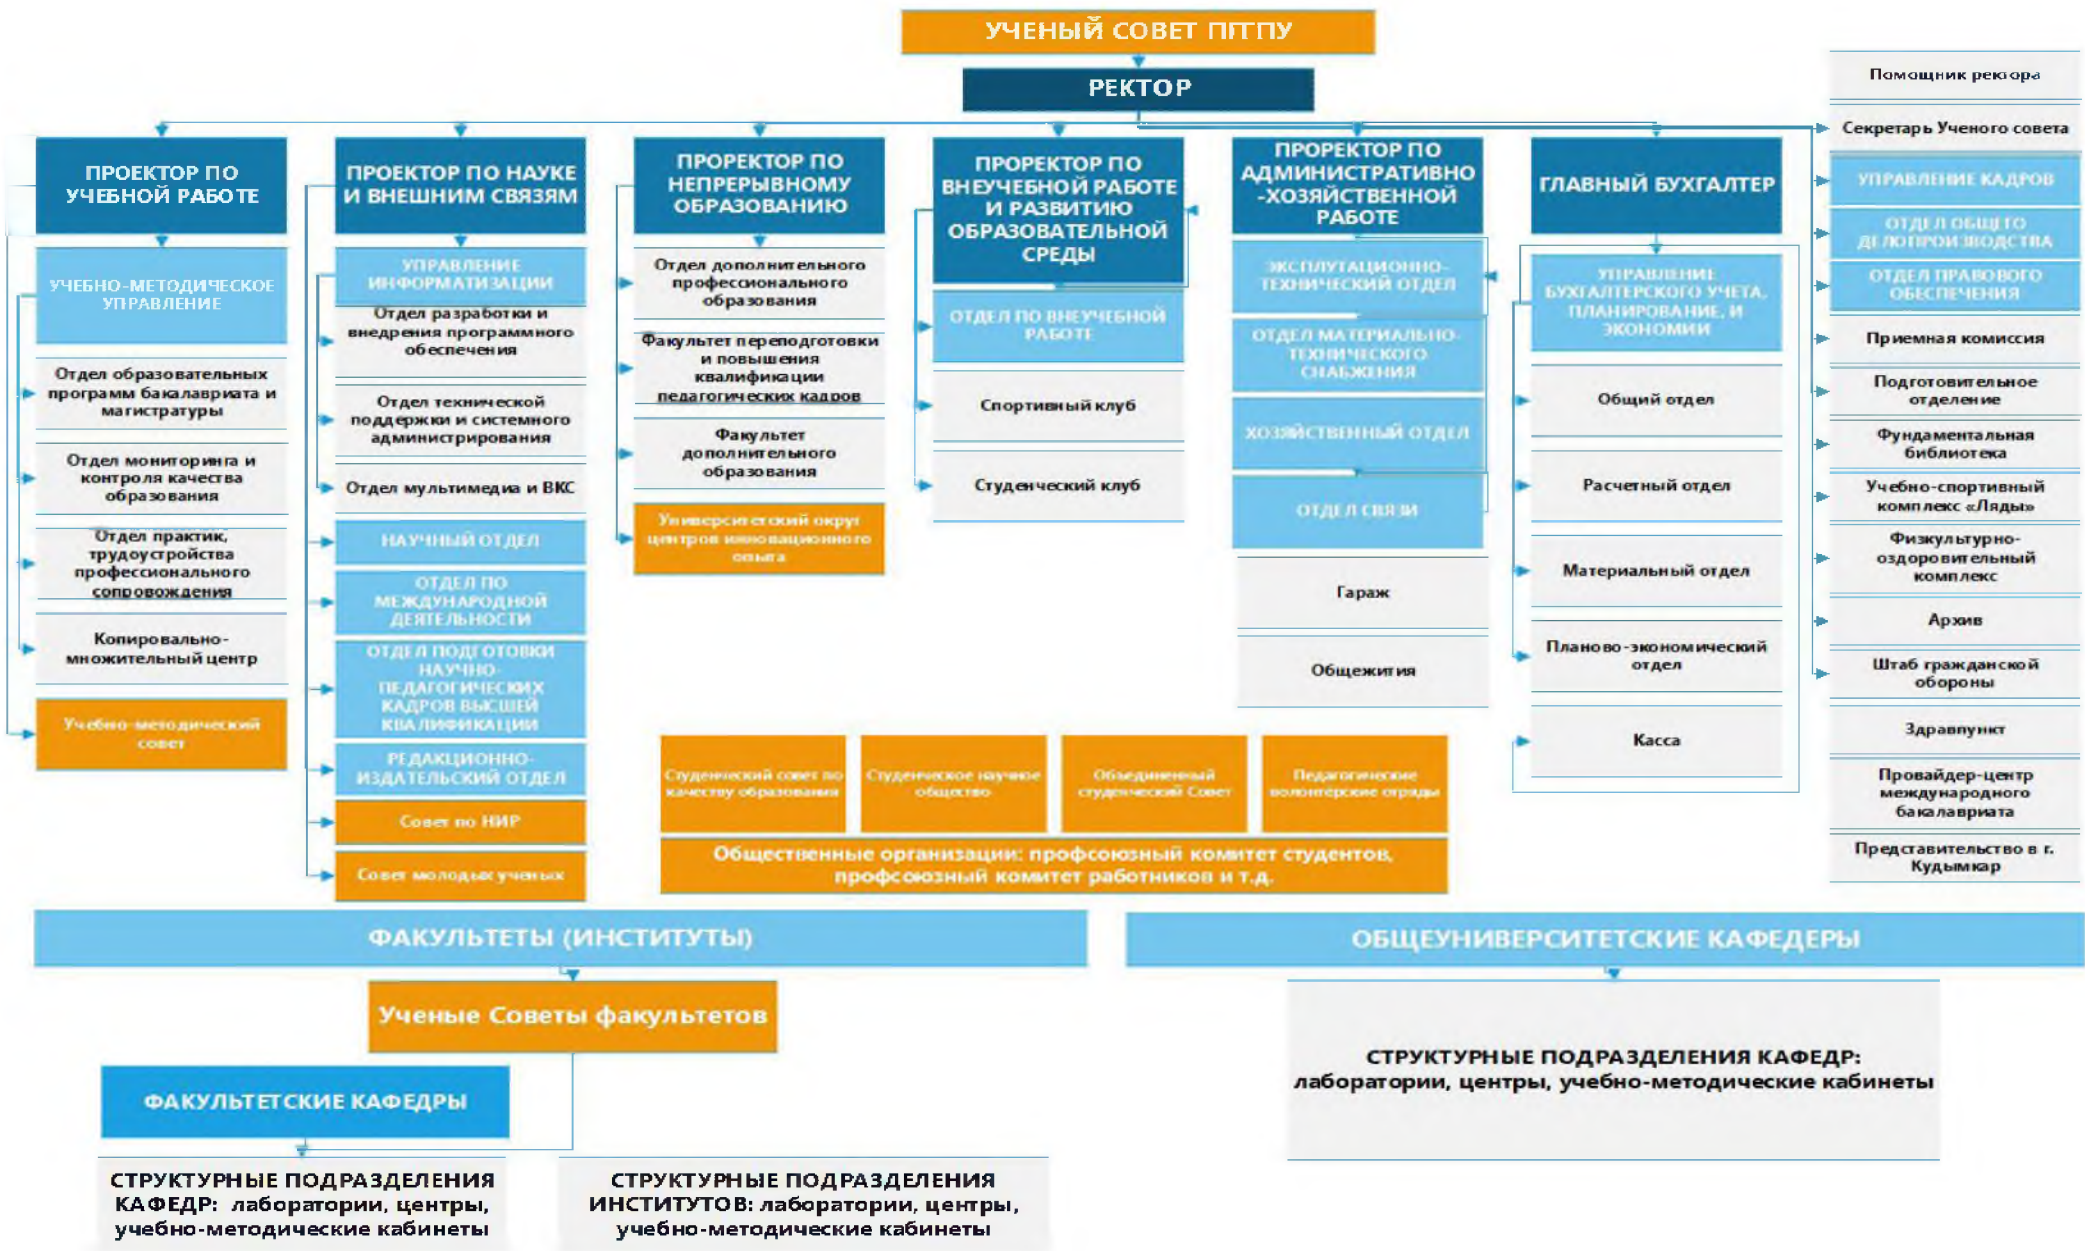 УЧЕНЫЙ СОВЕТ ПГГПУ
РЕКТОР
ПРОЕКТОР ПО
УЧЕБНОЙ РАБОТЕ
УЧЕБНО-МЕТОДИЧЕСКОЕ
УПРАВЛЕНИЕ
Отдел образовательных
программ бакалавриата и
магистратуры
Отдел мониторинга и
контроля качества
образования
Отдел практик,
трудоустройства
профессионального
сопровождения
Копировально-
множительный центр
Учебно-методический
совет
ПРОЕКТОР ПО НАУКЕ
И ВНЕШНИМ СВЯЗЯМ
УПРАВЛЕНИЕ
ИНФОРМАТИЗАЦИИ
Отдел разработки и
внедрения программного
обеспечения
Отдел технической
поддержки и системного
администрирования
Отдел мультимедиа и ВКС
НАУЧНЫЙ ОТДЕЛ
ОТДЕЛ ПО
МЕЖДУНАРОДНОЙ
ДЕЯТЕЛЬНОСТИ
ОТДЕЛ ПОДГОТОВКИ
НАУЧНО-
ПЕДАГОГИЧЕСКИХ
КАДРОВ ВЫСШЕЙ
КВАЛИФИКАЦИИ
РЕДАКЦИОННО-
ИЗДАТЕЛЬСКИЙ ОТДЕЛ
Совет по НИР
Совет молодых ученых
ПРОРЕКТОР ПО
НЕПРЕРЫВНОМУ
ОБРАЗОВАНИЮ
Отдел дополнительного
профессионального
образования
Факультет переподготовки
и повышения
квалификации
педагогических кадров
Факультет
дополнительного
образования
Университетский округ
центров инновационного
опыта
ПРОРЕКТОР ПО
ВНЕУЧЕБНОЙ РАБОТЕ
И РАЗВИТИЮ
ОБРАЗОВАТЕЛЬНОЙ
СРЕДЫ
ОТДЕЛ ПО ВНЕУЧЕБНОЙ
РАБОТЕ
Спортивный клуб
Студенческий клуб
ПРОРЕКТОР ПО
АДМИНИСТРАТИВНО
-ХОЗЯЙСТВЕННОЙ
РАБОТЕ
ЭКСПЛУТАЦИОННО-
ТЕХНИЧЕСКИЙ ОТДЕЛ
ОТДЕЛ МАТЕРИАЛЬНО-
ТЕХНИЧЕСКОГО
СНАБЖЕНИЯ
ХОЗЯЙСТВЕННЫЙ ОТДЕЛ
ОТДЕЛ СВЯЗИ
Гараж
Общежития
ГЛАВНЫЙ БУХГАЛТЕР
УПРАВЛЕНИЕ
БУХГАЛТЕРСКОГО УЧЕТА,
ПЛАНИРОВАНИЕ, И
ЭКОНОМИИ
Общий отдел
Расчетный отдел
Материальный отдел
Планово-экономический
отдел
Касса
Помощник ректора
Секретарь Ученого совета
УПРАВЛЕНИЕ КАДРОВ
ОТДЕЛ ОБЩЕГО
ДЕЛОПРОИЗВОДСТВА
ОТДЕЛ ПРАВОВОГО
ОБЕСПЕЧЕНИЯ
Приемная комиссия
Подготовительное
отделение
Фундаментальная
библиотека
Учебно-спортивный
комплекс «Ляды»
Физкультурно-
оздоровительный
комплекс
Архив
Штаб гражданской
обороны
Здравпункт
Провайдер-центр
международного
бакалавриата
Представительство в г.
Кудымкар
Студенческий совет по
качеству образования
Студенческое научное
общество
Объединенный
студенческий Совет
Педагогические
волонтерские отряды
Общественные организации: профсоюзный комитет студентов,
профсоюзный комитет работников и т.д.
ФАКУЛЬТЕТЫ (ИНСТИТУТЫ)
Ученые Советы факультетов
ФАКУЛЬТЕТСКИЕ КАФЕДРЫ
СТРУКТУРНЫЕ ПОДРАЗДЕЛЕНИЯ
КАФЕДР: лаборатории, центры,
учебно-методические кабинеты
СТРУКТУРНЫЕ ПОДРАЗДЕЛЕНИЯ
ИНСТИТУТОВ: лаборатории, центры,
учебно-методические кабинеты
ОБЩЕУНИВЕРСИТЕТСКИЕ КАФЕДЕРЫ
СТРУКТУРНЫЕ ПОДРАЗДЕЛЕНИЯ КАФЕДР:
лаборатории, центры, учебно-методические кабинеты